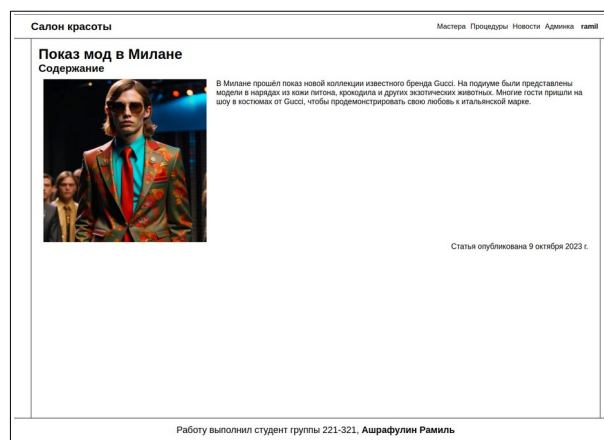 Салон красоты
Мастера Процедуры Новости Админка ramil
Показ мод в Милане
Содержание
В Милане прошёл показ новой коллекции известного бренда Gucci. На подиуме были представлены
модели в нарядах из кожи питона, крокодила и других экзотических животных. Многие гости пришли на
шоу в костюмах от Gucci, чтобы продемонстрировать свою любовь к итальянской марке.
Статья опубликована 9 октября 2023 г.
Работу выполнил студент группы 221-321, Ашрафулин Рамиль